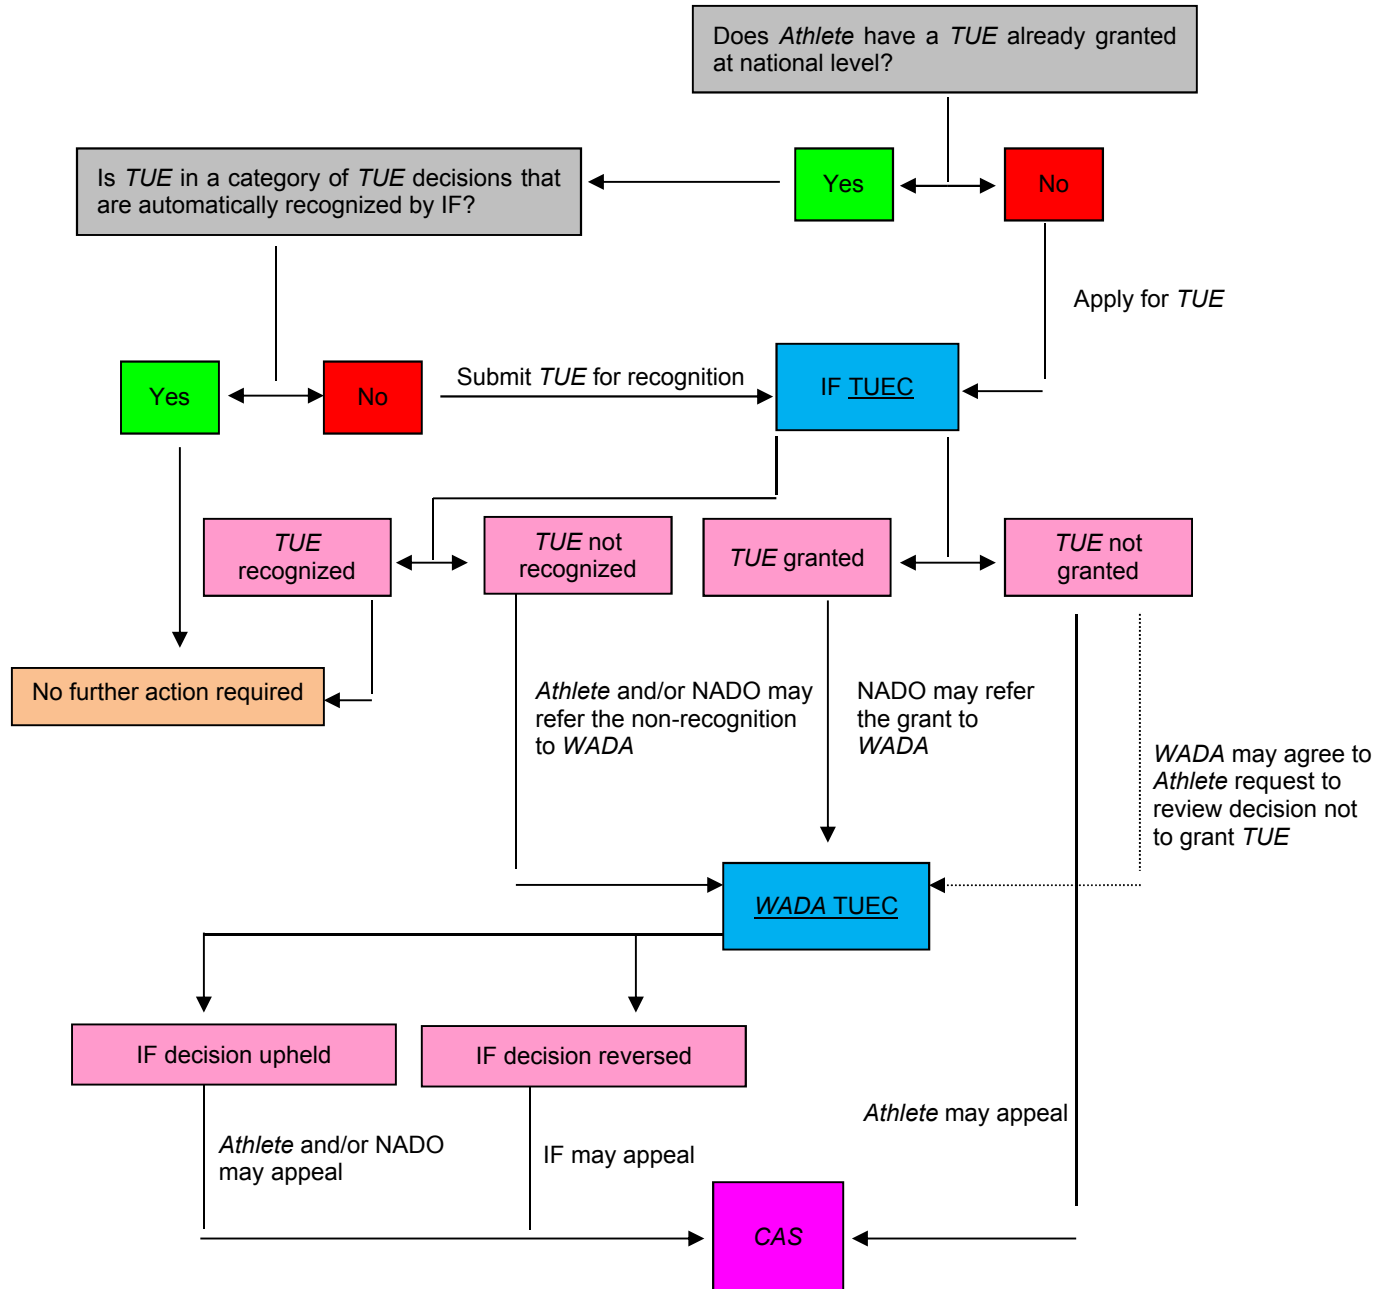 Does Athlete have a TUE already granted
at national level?
Is TUE in a category of TUE decisions that
are automatically recognized by IF?
Yes
No
Apply for TUE
Yes
No
Submit TUE for recognition
IF TUEC
TUE
recognized
TUE not
recognized
TUE granted
TUE not
granted
No further action required
Athlete and/or NADO may
refer the non-recognition
to WADA
NADO may refer
the grant to
WADA
WADA may agree to
Athlete request to
review decision not
to grant TUE
WADA TUEC
IF decision upheld
IF decision reversed
Athlete and/or NADO
may appeal
IF may appeal
Athlete may appeal
CAS